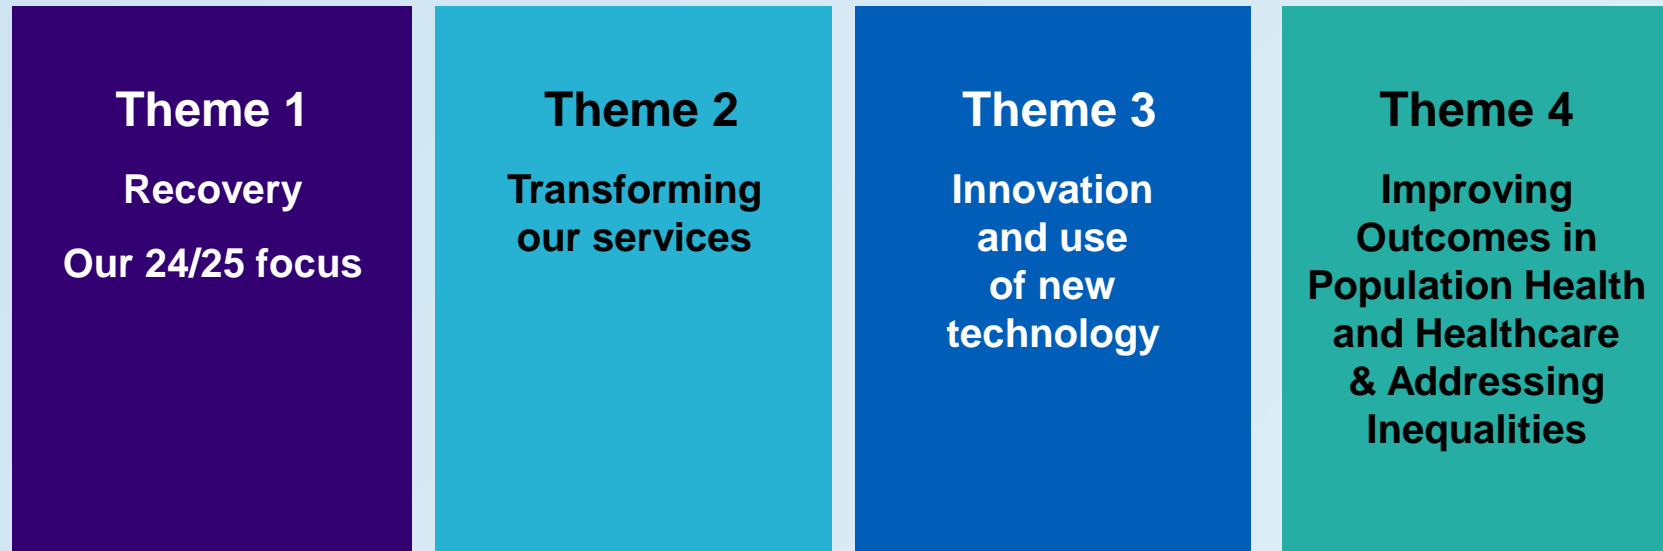 Theme 1
Recovery
Our 24/25 focus
Theme 2
Transforming
our services
Theme 3
Innovation
and use
of new
technology
Theme 4
Improving
Outcomes in
Population Health
and Healthcare
& Addressing
Inequalities